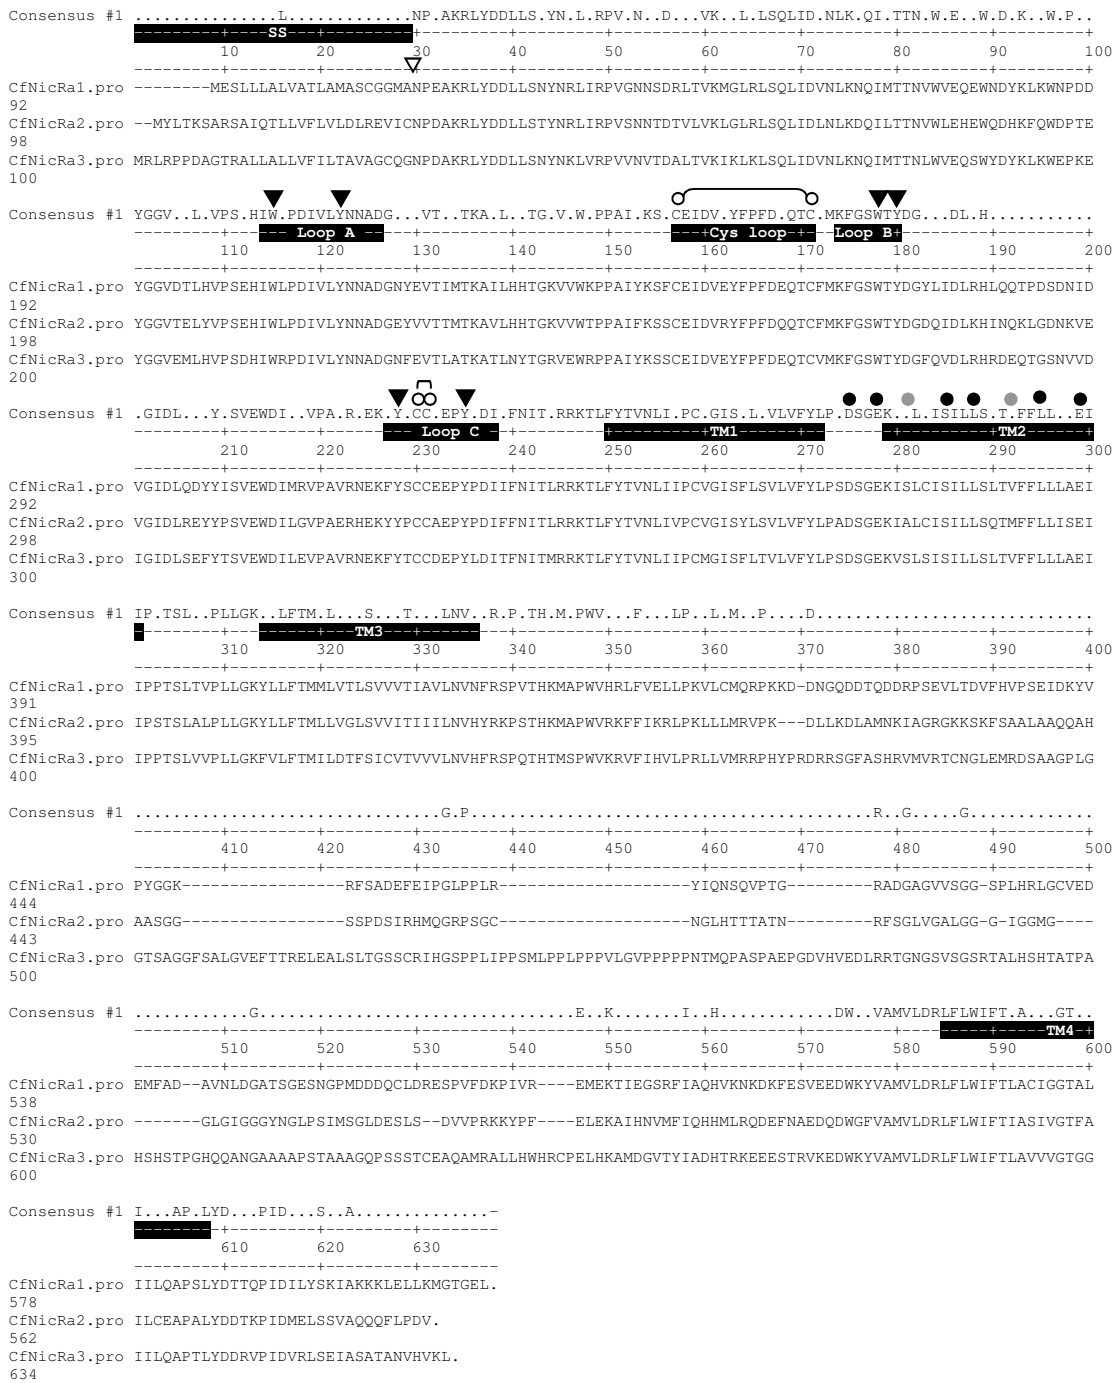 Consensus #1 ...............L.............NP.AKRLYDDLLS.YN.L.RPV.N..D...VK..L.LSQLID.NLK.QI.TTN.W.E..W.D.K..W.P..
---------+----SS---+---------+---------+---------+---------+---------+---------+---------+---------+
10 20 30 40 50 60 70 80 90 100
---------+---------+---------+---------+---------+---------+---------+---------+---------+---------+
CfNicRa1.pro --------MESLLLALVATLAMASCGGMANPEAKRLYDDLLSNYNRLIRPVGNNSDRLTVKMGLRLSQLIDVNLKNQIMTTNVWVEQEWNDYKLKWNPDD
92
CfNicRa2.pro --MYLTKSARSAIQTLLVFLVLDLREVICNPDAKRLYDDLLSTYNRLIRPVSNNTDTVLVKLGLRLSQLIDLNLKDQILTTNVWLEHEWQDHKFQWDPTE
98
CfNicRa3.pro MRLRPPDAGTRALLALLVFILTAVAGCQGNPDAKRLYDDLLSNYNKLVRPVVNVTDALTVKIKLKLSQLIDVNLKNQIMTTNLWVEQSWYDYKLKWEPKE
100
Consensus #1 YGGV..L.VPS.HIW.PDIVLYNNADG...VT..TKA.L..TG.V.W.PPAI.KS.CEIDV.YFPFD.QTC.MKFGSWTYDG...DL.H...........
Loop A Cys loop Loop B
110 120 130 140 150 160 170 180 190 200
---------+---------+---------+---------+---------+---------+---------+---------+---------+---------+
CfNicRa1.pro YGGVDTLHVPSEHIWLPDIVLYNNADGNYEVTIMTKAILHHTGKVVWKPPAIYKSFCEIDVEYFPFDEQTCFMKFGSWTYDGYLIDLRHLQQTPDSDNID
192
CfNicRa2.pro YGGVTELYVPSEHIWLPDIVLYNNADGEYVVTTMTKAVLHHTGKVVWTPPAIFKSSCEIDVRYFPFDQQTCFMKFGSWTYDGDQIDLKHINQKLGDNKVE
198
CfNicRa3.pro YGGVEMLHVPSDHIWRPDIVLYNNADGNFEVTLATKATLNYTGRVEWRPPAIYKSSCEIDVEYFPFDEQTCVMKFGSWTYDGFQVDLRHRDEQTGSNVVD
200
Consensus #1 .GIDL...Y.SVEWDI..VPA.R.EK.Y.CC.EPY.DI.FNIT.RRKTLFYTVNLI.PC.GIS.L.VLVFYLP.DSGEK..L.ISILLS.T.FFLL..EI
Loop C TM1 TM2
210 220 230 240 250 260 270 280 290 300
---------+---------+---------+---------+---------+---------+---------+---------+---------+---------+
CfNicRa1.pro VGIDLQDYYISVEWDIMRVPAVRNEKFYSCCEEPYPDIIFNITLRRKTLFYTVNLIIPCVGISFLSVLVFYLPSDSGEKISLCISILLSLTVFFLLLAEI
292
CfNicRa2.pro VGIDLREYYPSVEWDILGVPAERHEKYYPCCAEPYPDIFFNITLRRKTLFYTVNLIVPCVGISYLSVLVFYLPADSGEKIALCISILLSQTMFFLLISEI
298
CfNicRa3.pro IGIDLSEFYTSVEWDILEVPAVRNEKFYTCCDEPYLDITFNITMRRKTLFYTVNLIIPCMGISFLTVLVFYLPSDSGEKVSLSISILLSLTVFFLLLAEI
300
Consensus #1 IP.TSL..PLLGK..LFTM.L...S...T...LNV..R.P.TH.M.PWV...F...LP..L.M..P....D.............................
TM3
310 320 330 340 350 360 370 380 390 400
---------+---------+---------+---------+---------+---------+---------+---------+---------+---------+
CfNicRa1.pro IPPTSLTVPLLGKYLLFTMMLVTLSVVVTIAVLNVNFRSPVTHKMAPWVHRLFVELLPKVLCMQRPKKD-DNGQDDTQDDRPSEVLTDVFHVPSEIDKYV
391
CfNicRa2.pro IPSTSLALPLLGKYLLFTMLLVGLSVVITIIILNVHYRKPSTHKMAPWVRKFFIKRLPKLLLMRVPK---DLLKDLAMNKIAGRGKKSKFSAALAAQQAH
395
CfNicRa3.pro IPPTSLVVPLLGKFVLFTMILDTFSICVTVVVLNVHFRSPQTHTMSPWVKRVFIHVLPRLLVMRRPHYPRDRRSGFASHRVMVRTCNGLEMRDSAAGPLG
400
Consensus #1 ................................G.P..........................................R..G.....G.............
---------+---------+---------+---------+---------+---------+---------+---------+---------+---------+
410 420 430 440 450 460 470 480 490 500
---------+---------+---------+---------+---------+---------+---------+---------+---------+---------+
CfNicRa1.pro PYGGK-----------------RFSADEFEIPGLPPLR--------------------YIQNSQVPTG---------RADGAGVVSGG-SPLHRLGCVED
444
CfNicRa2.pro AASGG-----------------SSPDSIRHMQGRPSGC--------------------NGLHTTTATN---------RFSGLVGALGG-G-IGGMG----
443
CfNicRa3.pro GTSAGGFSALGVEFTTRELEALSLTGSSCRIHGSPPLIPPSMLPPLPPPVLGVPPPPPPNTMQPASPAEPGDVHVEDLRRTGNGSVSGSRTALHSHTATPA
500
Consensus #1 ............G.................................E..K.......I..H............DW..VAMVLDRLFLWIFT.A...GT..
TM4
510 520 530 540 550 560 570 580 590 600
---------+---------+---------+---------+---------+---------+---------+---------+---------+---------+
CfNicRa1.pro EMFAD--AVNLDGATSGESNGPMDDDQCLDRESPVFDKPIVR----EMEKTIEGSRFIAQHVKNKDKFESVEEDWKYVAMVLDRLFLWIFTLACIGGTAL
538
CfNicRa2.pro -------GLGIGGGYNGLPSIMSGLDESLS--DVVPRKKYPF----ELEKAIHNVMFIQHHMLRQDEFNAEDQDWGFVAMVLDRLFLWIFTIASIVGTFA
530
CfNicRa3.pro HSHSTPGHQQANGAAAAPSTAAAGQPSSSTCEAQAMRALLHWHRCPELHKAMDGVTYIADHTRKEEESTRVKEDWKYVAMVLDRLFLWIFTLAVVVGTGG
600
Consensus #1 I...AP.LYD...PID...S..A..............-
---------+---------+---------+--------
610 620 630
---------+---------+---------+--------
CfNicRa1.pro IILQAPSLYDTTQPIDILYSKIAKKKLELLKMGTGEL.
578
CfNicRa2.pro ILCEAPALYDDTKPIDMELSSVAQQQFLPDV.
562
CfNicRa3.pro IILQAPTLYDDRVPIDVRLSEIASATANVHVKL.
634